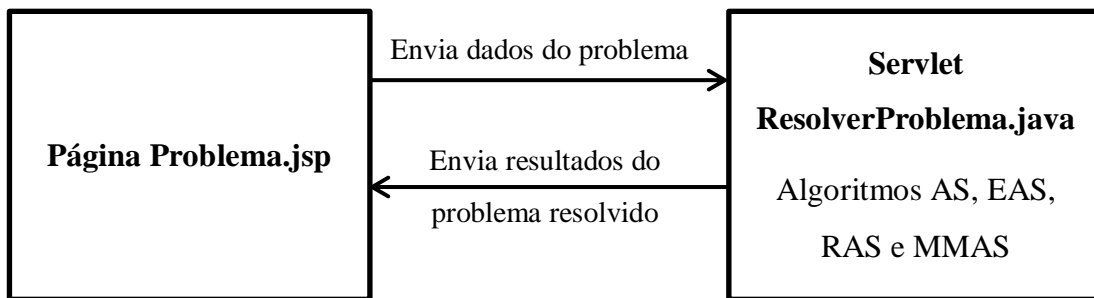 Página Problema.jsp
Envia dados do problema
Envia resultados do
problema resolvido
Servlet
ResolverProblema.java
Algoritmos AS, EAS,
RAS e MMAS